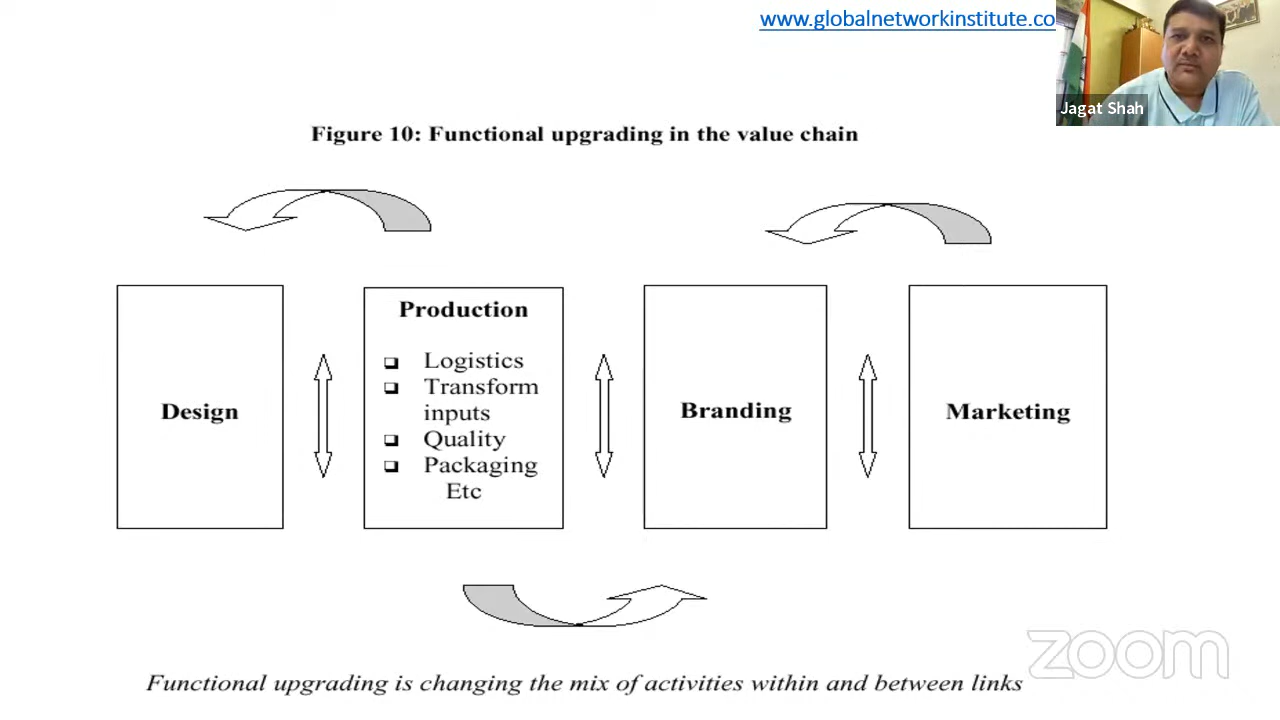 www.globalnetworkinstitute.co
Jagat Shah
Figure 10: Functional upgrading in the value chain
Design
Production
Logistics
Transform
inputs
Quality
Packaging
Etc
Branding
Marketing
zoom
Functional upgrading is changing the mix of activities within and between links